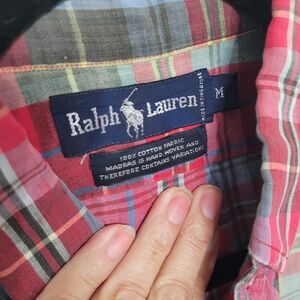 Ralph Lauren
M
100% COTTON FABRIC
MADRAS IS HAND WOVEN AND
THEREFORE CONTAINS VARIATIONS